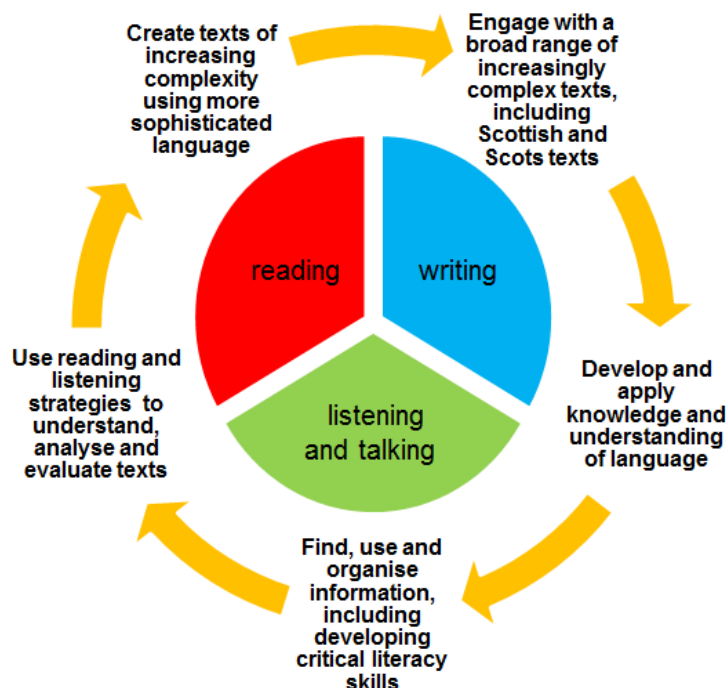 Create texts of
increasing
complexity
using more
sophisticated
language
Engage with a
broad range of
increasingly
complex texts,
including
Scottish and
Scots texts
Develop and
apply
knowledge and
understanding
of language
Find, use and
organise
information,
including
developing
critical literacy
skills
Use reading and
listening
strategies to
understand,
analyse and
evaluate texts
reading
writing
listening
and talking